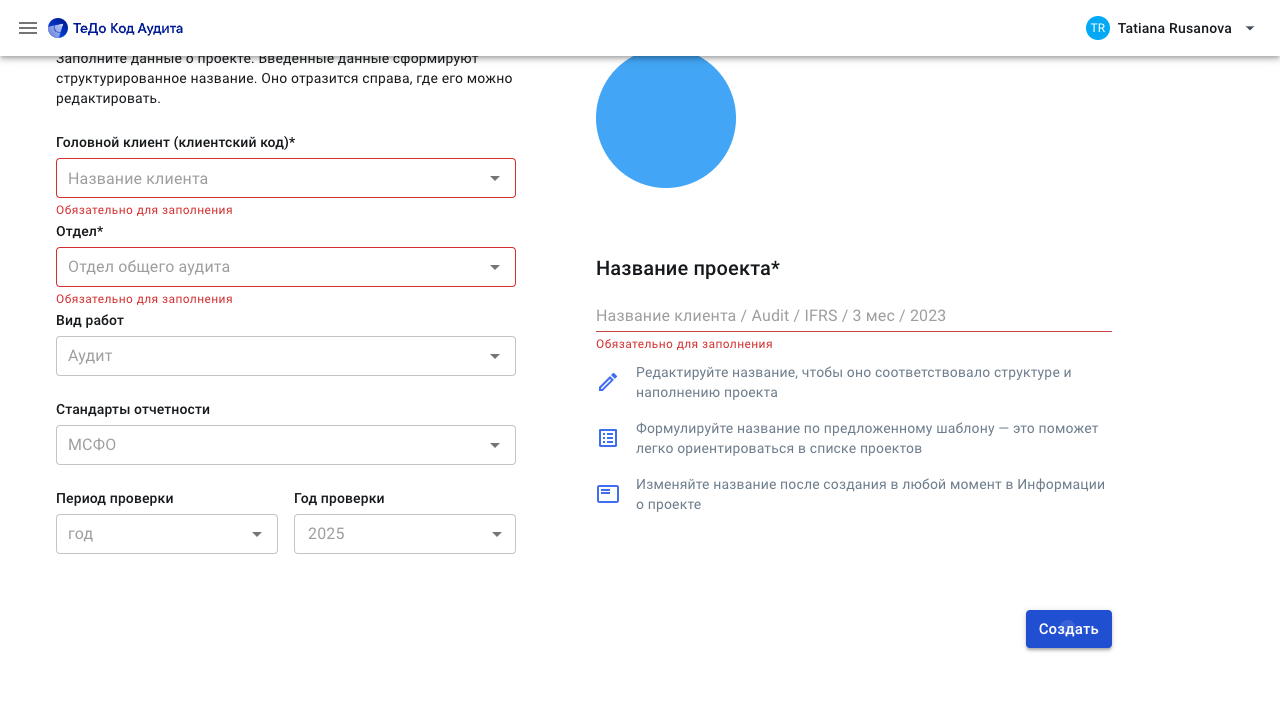 ТеДо Код Аудита
TR Tatiana Rusanova
Заполните данные о проекте. Введенные данные сформируют
структурированное название. Оно отразится справа, где его можно
редактировать.
Головной клиент (клиентский код)*
Название клиента
Обязательно для заполнения
Отдел*
Отдел общего аудита
Обязательно для заполнения
Вид работ
Аудит
Стандарты отчетности
МСФО
Период проверки
год
Год проверки
2025
Название проекта*
Название клиента / Audit / IFRS / 3 мес / 2023
Обязательно для заполнения
Редактируйте название, чтобы оно соответствовало структуре и
наполнению проекта
Формулируйте название по предложенному шаблону — это поможет
легко ориентироваться в списке проектов
Изменяйте название после создания в любой момент в Информации
о проекте
Создать